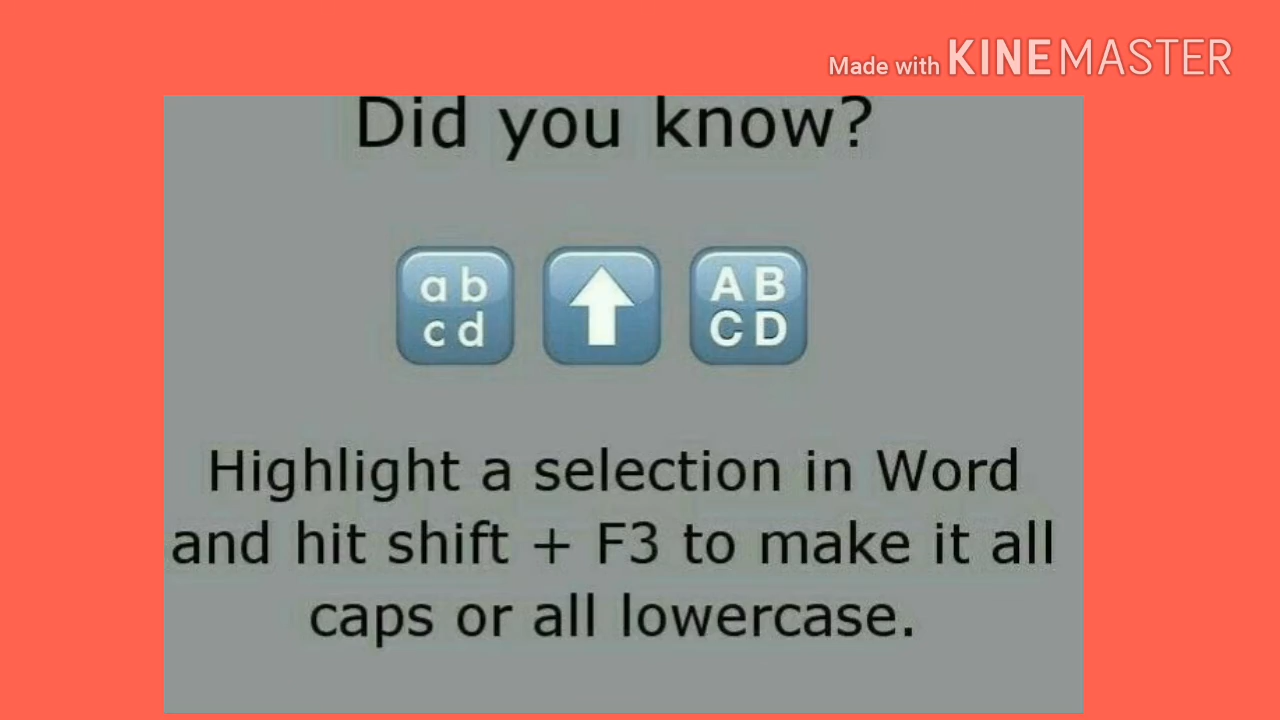 Made with KINEMASTER
Did you know?
ab
cd
AB
CD
Highlight a selection in Word
and hit shift + F3 to make it all
caps or all lowercase.